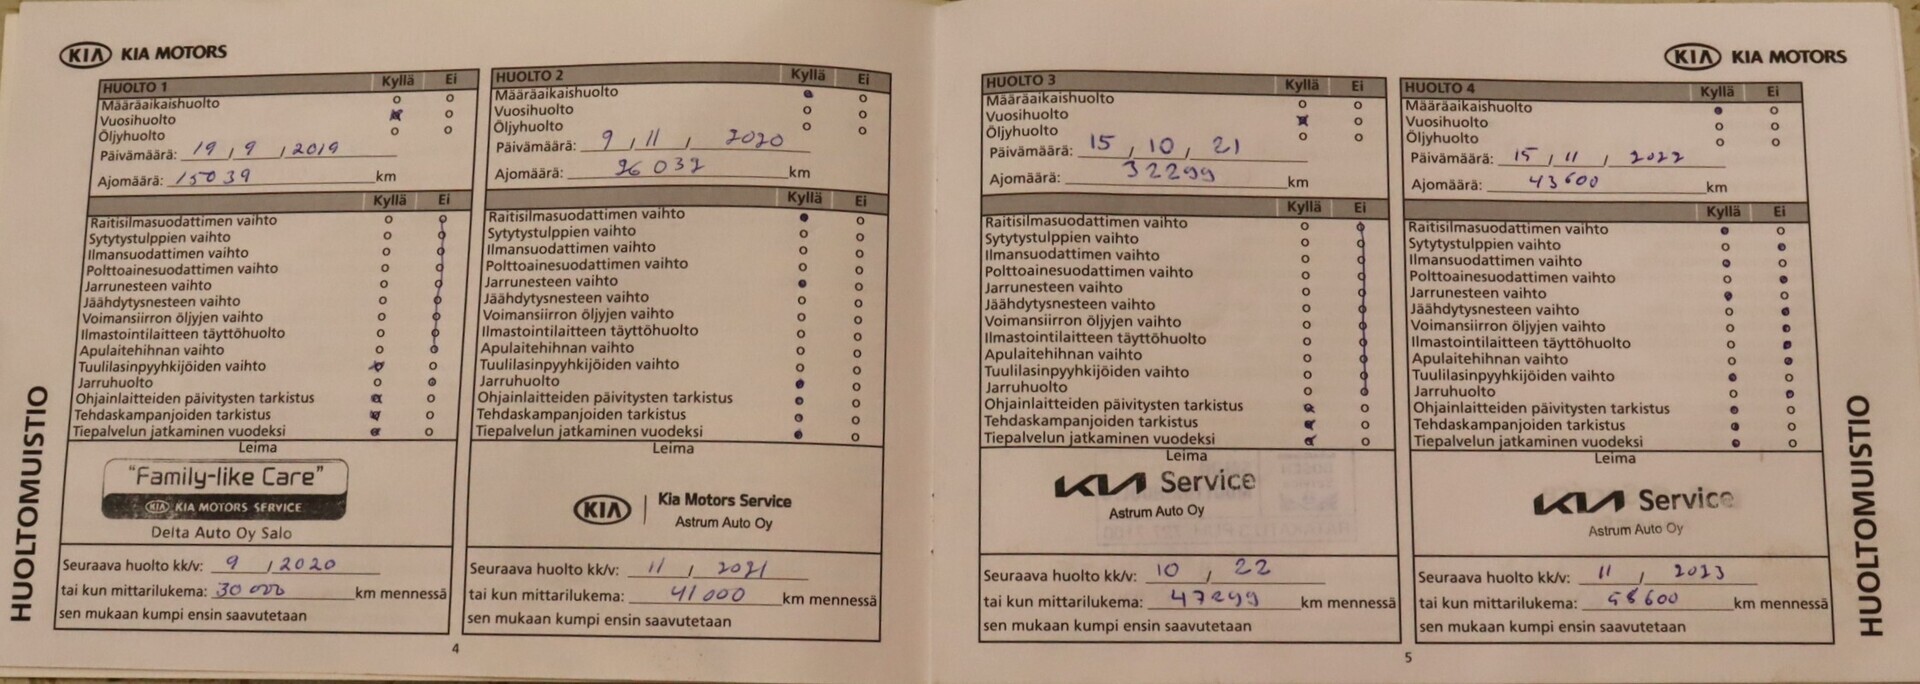 KIA KIA MOTORS
HUOLTO 1 Kyllä Ei
Määräaikaishuolto
Vuosihuolto
Öljyhuolto
Päivämäärä: 19 / 9 / 2019
Ajomäärä: 15039 km
Kyllä Ei
Raitisilmasuodattimen vaihto
Sytytystulppien vaihto
Ilmansuodattimen vaihto
Polttoainesuodattimen vaihto
Jarrunesteen vaihto
Jäähdytysnesteen vaihto
Voimansiirron öljyjen vaihto
Ilmastointilaitteen täyttöhuolto
Apulaitehihnan vaihto
Tuulilasinpyyhkijöiden vaihto
Jarruhuolto
Ohjainlaitteiden päivitysten tarkistus
Tehdaskampanjoiden tarkistus
Tiepalvelun jatkaminen vuodeksi
Leima
"Family-like Care"
KIA KIA MOTORS SERVICE
Delta Auto Oy Salo
Seuraava huolto kk/v: 9 / 2020
tai kun mittarilukema: 30 000 km mennessä
sen mukaan kumpi ensin saavutetaan
HUOLTOMUISTIO
HUOLTO 2 Kyllä Ei
Määräaikaishuolto
Vuosihuolto
Öljyhuolto
Päivämäärä: 9 / 11 / 2020
Ajomäärä: km
Kyllä Ei
Raitisilmasuodattimen vaihto
Sytytystulppien vaihto
Ilmansuodattimen vaihto
Polttoainesuodattimen vaihto
Jarrunesteen vaihto
Jäähdytysnesteen vaihto
Voimansiirron öljyjen vaihto
Ilmastointilaitteen täyttöhuolto
Apulaitehihnan vaihto
Tuulilasinpyyhkijöiden vaihto
Jarruhuolto
Ohjainlaitteiden päivitysten tarkistus
Tehdaskampanjoiden tarkistus
Tiepalvelun jatkaminen vuodeksi
Leima
KIA Kia Motors Service
Astrum Auto Oy
Seuraava huolto kk/v: 11 / 2021
tai kun mittarilukema: 41 000 km mennessä
sen mukaan kumpi ensin saavutetaan
4
KIA KIA MOTORS
HUOLTO 3 Kyllä Ei
Määräaikaishuolto
Vuosihuolto
Öljyhuolto
Päivämäärä: 15 / 10 / 21
Ajomäärä: 32299 km
Kyllä Ei
Raitisilmasuodattimen vaihto
Sytytystulppien vaihto
Ilmansuodattimen vaihto
Polttoainesuodattimen vaihto
Jarrunesteen vaihto
Jäähdytysnesteen vaihto
Voimansiirron öljyjen vaihto
Ilmastointilaitteen täyttöhuolto
Apulaitehihnan vaihto
Tuulilasinpyyhkijöiden vaihto
Jarruhuolto
Ohjainlaitteiden päivitysten tarkistus
Tehdaskampanjoiden tarkistus
Tiepalvelun jatkaminen vuodeksi
Leima
KIA Service
Astrum Auto Oy
Seuraava huolto kk/v: 10 / 22
tai kun mittarilukema: 47299 km mennessä
sen mukaan kumpi ensin saavutetaan
HUOLTO 4 Kyllä Ei
Määräaikaishuolto
Vuosihuolto
Öljyhuolto
Päivämäärä: 15 / 11 / 2022
Ajomäärä: 43600 km
Kyllä Ei
Raitisilmasuodattimen vaihto
Sytytystulppien vaihto
Ilmansuodattimen vaihto
Polttoainesuodattimen vaihto
Jarrunesteen vaihto
Jäähdytysnesteen vaihto
Voimansiirron öljyjen vaihto
Ilmastointilaitteen täyttöhuolto
Apulaitehihnan vaihto
Tuulilasinpyyhkijöiden vaihto
Jarruhuolto
Ohjainlaitteiden päivitysten tarkistus
Tehdaskampanjoiden tarkistus
Tiepalvelun jatkaminen vuodeksi
Leima
KIA Service
Astrum Auto Oy
Seuraava huolto kk/v: 11 / 2023
tai kun mittarilukema: 58600 km mennessä
sen mukaan kumpi ensin saavutetaan
HUOLTOMUISTIO
5